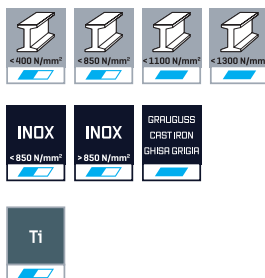 <400 N/mm² <850 N/mm² <1100 N/mm² <1300 N/mm²
INOX INOX GRAUGUSS
CAST IRON
GHISA GRIGIA
<850 N/mm² >850 N/mm²
Ti